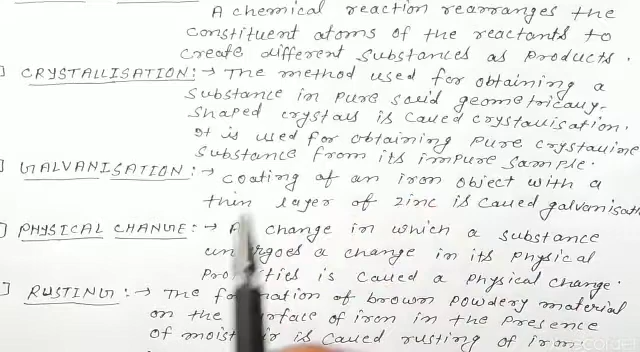 A chemical reaction rearranges the
constituent atoms of the reactants to
create different substances as products.
] CRYSTALLISATION:→ The method used for obtaining a
substance in pure solid geometrically-
shaped crystals is called crystallisation.
It is used for obtaining pure crystalline
substance from its impure sample.
] GALVANISATION:→ coating of an iron object with a
thin layer of zinc is called galvanisati
] PHYSICAL CHANGE:→ A change in which a substance
undergoes a change in its physical
is called a physical change.
] RUSTING:→ The of brown powdery material
on the surface of iron in the presence
of is called rusting of iron